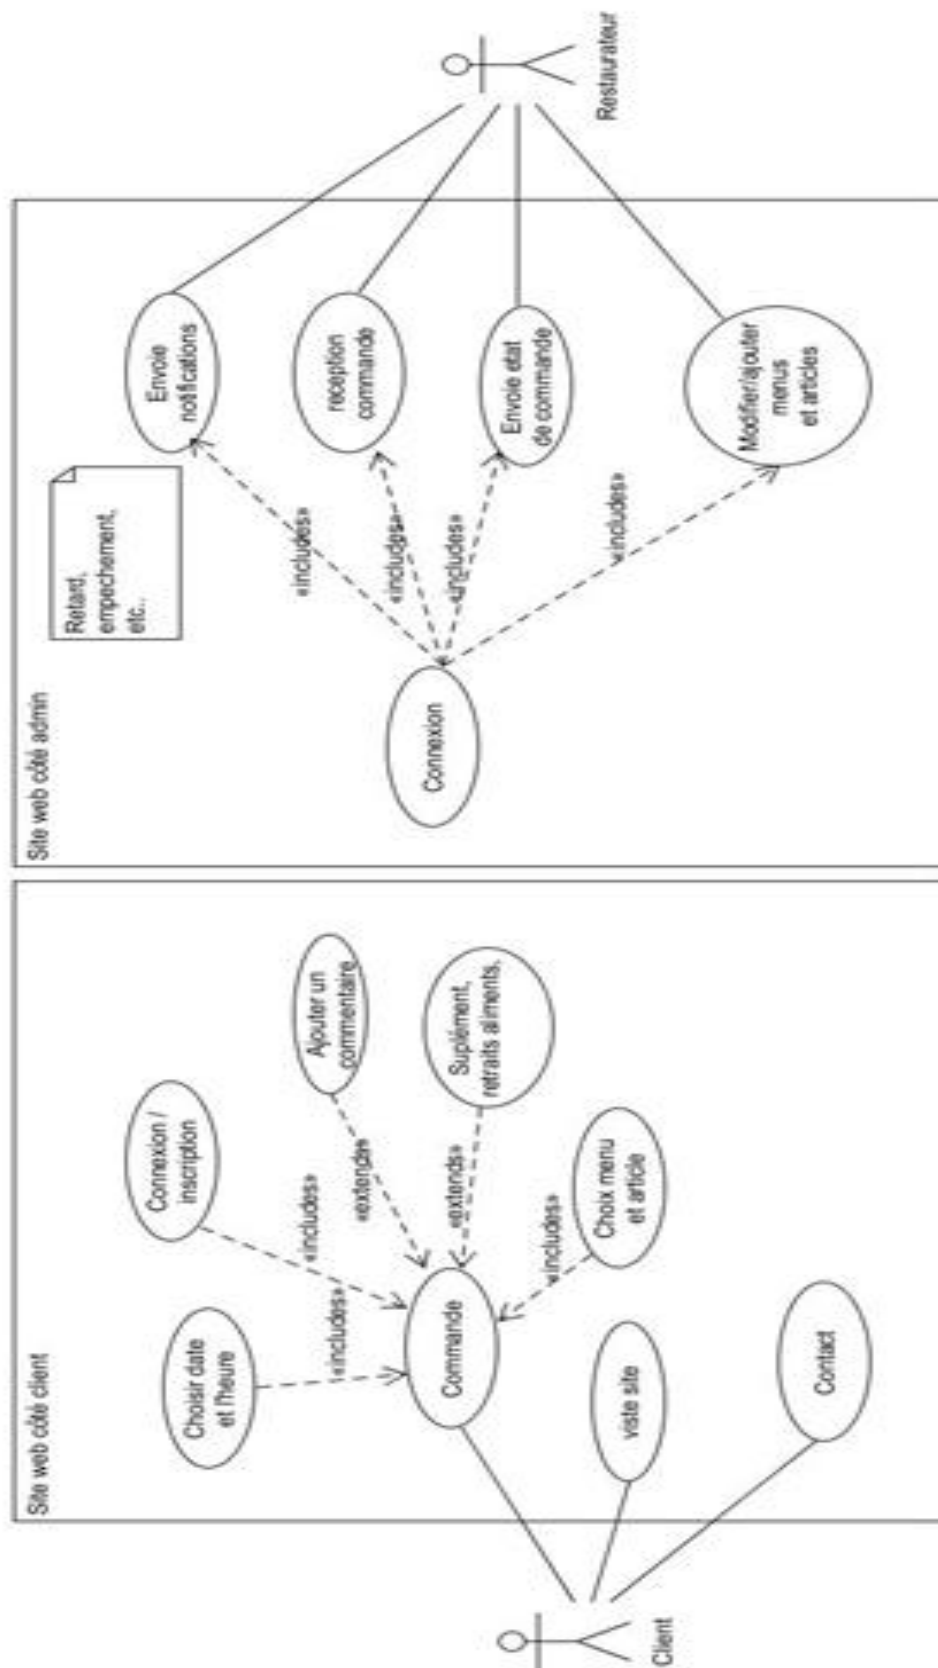 Site web côté client
Choisir date
et l'heure
Connexion /
inscription
Ajouter un
commentaire
Suplément,
retraits aliments,
Choix menu
et article
Commande
viste site
Contact
«includes»
«includes»
«extends»
«extends»
«includes»
Client
Site web côté admin
Retard,
empechement,
etc..
Connexion
«includes»
«includes»
«includes»
«includes»
Envoie
notifications
reception
commande
Envoie etat
de commande
Modifier/ajouter
menus
et articles
Restaurateur